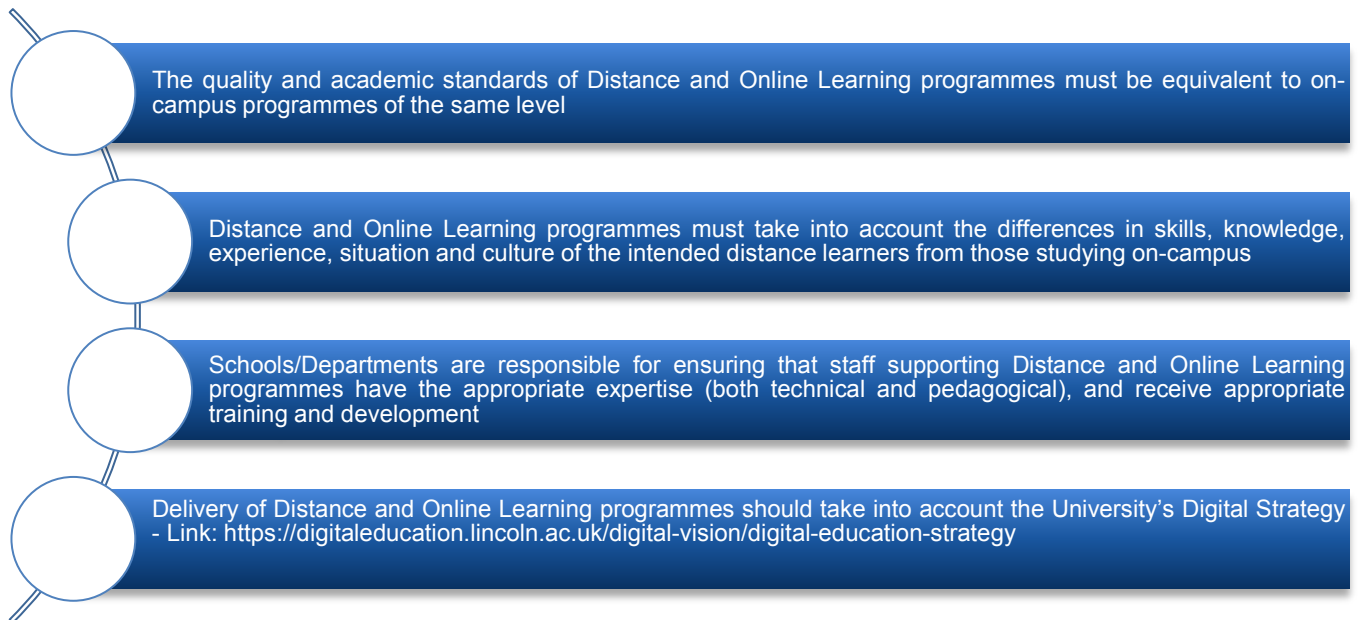 The quality and academic standards of Distance and Online Learning programmes must be equivalent to on-
campus programmes of the same level
Distance and Online Learning programmes must take into account the differences in skills, knowledge,
experience, situation and culture of the intended distance learners from those studying on-campus
Schools/Departments are responsible for ensuring that staff supporting Distance and Online Learning
programmes have the appropriate expertise (both technical and pedagogical), and receive appropriate
training and development
Delivery of Distance and Online Learning programmes should take into account the University’s Digital Strategy
- Link: https://digitaleducation.lincoln.ac.uk/digital-vision/digital-education-strategy